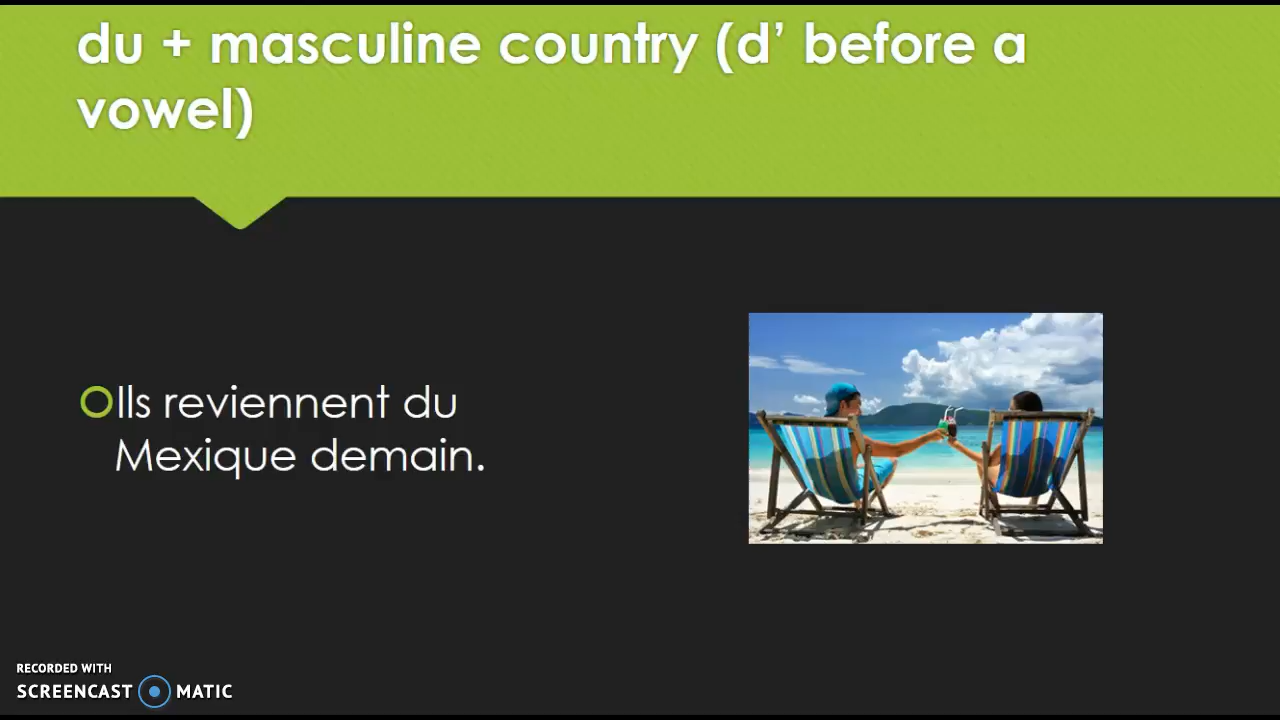 du + masculine country (d’ before a
vowel)
Ils reviennent du
Mexique demain.
RECORDED WITH
SCREENCAST MATIC